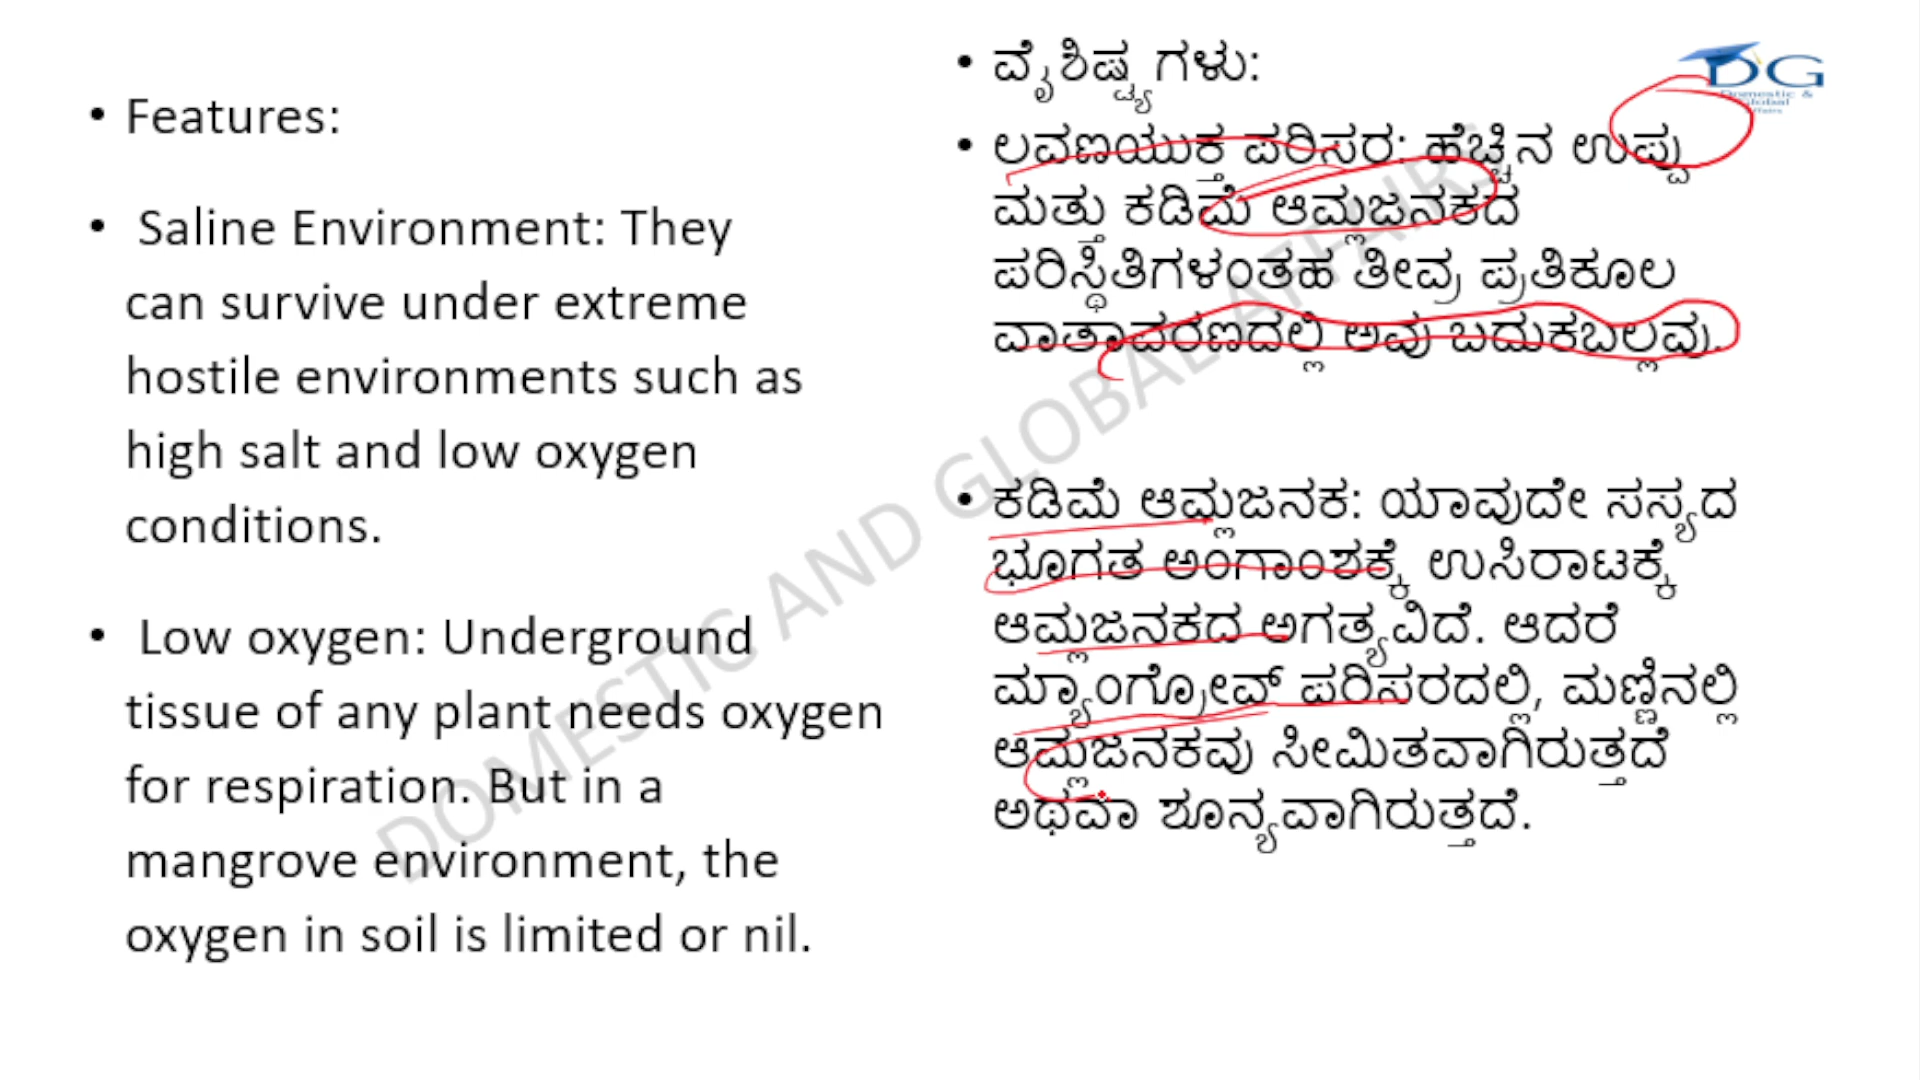 • Features:
• Saline Environment: They
can survive under extreme
hostile environments such as
high salt and low oxygen
conditions.
• Low oxygen: Underground
tissue of any plant needs oxygen
for respiration. But in a
mangrove environment, the
oxygen in soil is limited or nil.
• ವೈಶಿಷ್ಟ್ಯಗಳು:
• ಲವಣಯುಕ್ತ ಪರಿಸರ: ಹೆಚ್ಚಿನ ಉಪ್ಪು
ಮತ್ತು ಕಡಿಮೆ ಆಮ್ಲಜನಕದ
ಪರಿಸ್ಥಿತಿಗಳಂತಹ ತೀವ್ರ ಪ್ರತಿಕೂಲ
ವಾತಾವರಣದಲ್ಲಿ ಅವು ಬದುಕಬಲ್ಲವು.
• ಕಡಿಮೆ ಆಮ್ಲಜನಕ: ಯಾವುದೇ ಸಸ್ಯದ
ಭೂಗತ ಅಂಗಾಂಶಕ್ಕೆ ಉಸಿರಾಟಕ್ಕೆ
ಆಮ್ಲಜನಕದ ಅಗತ್ಯವಿದೆ. ಆದರೆ
ಮ್ಯಾಂಗ್ರೋವ್ ಪರಿಸರದಲ್ಲಿ, ಮಣ್ಣಿನಲ್ಲಿ
ಆಮ್ಲಜನಕವು ಸೀಮಿತವಾಗಿರುತ್ತದೆ
ಅಥವಾ ಶೂನ್ಯವಾಗಿರುತ್ತದೆ.
DG
Domestic &
Global
Affairs
DOMESTIC AND GLOBAL AFFAIRS